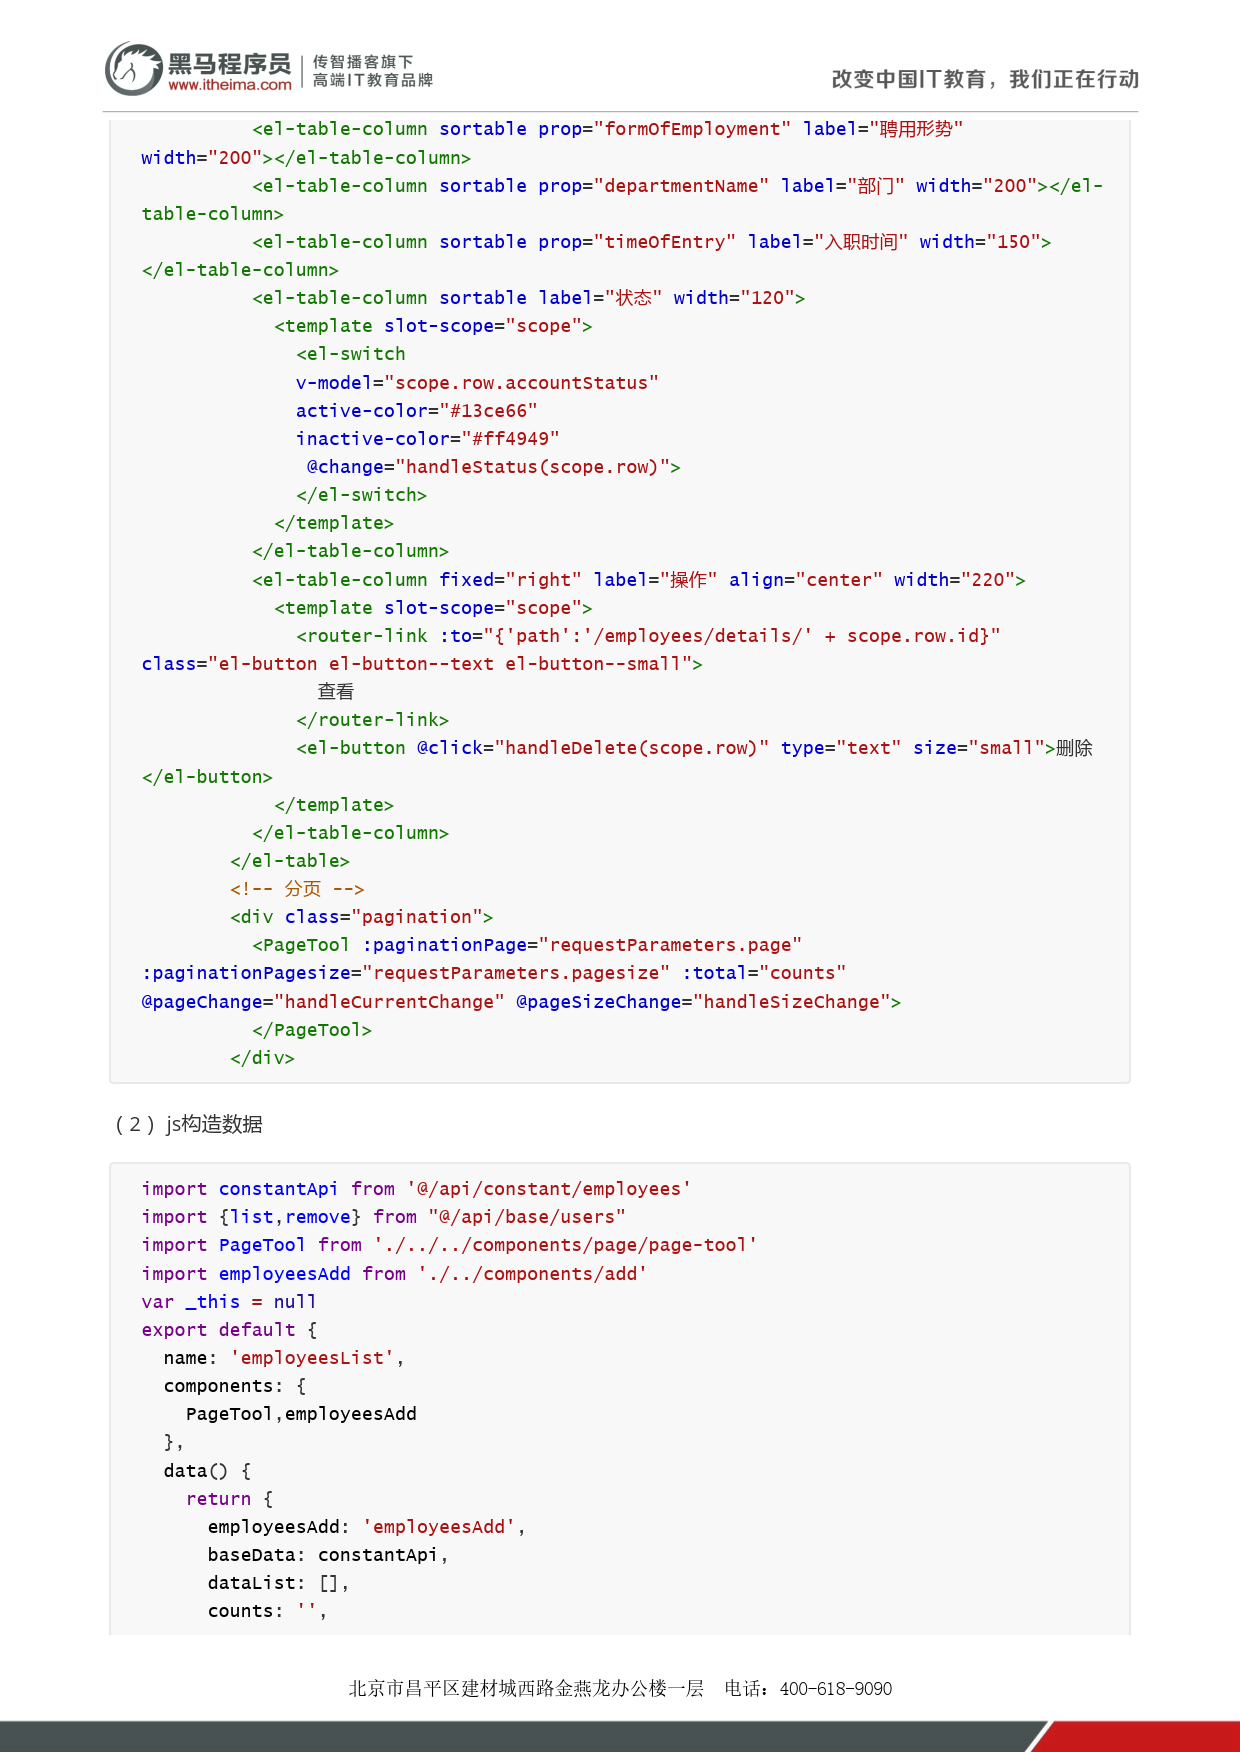 黑马程序员
www.itheima.com
传智播客旗下
高端IT教育品牌
改变中国IT教育，我们正在行动
<el-table-column sortable prop="formOfEmployment" label="聘用形势"
width="200"></el-table-column>
<el-table-column sortable prop="departmentName" label="部门" width="200"></el-
table-column>
<el-table-column sortable prop="timeOfEntry" label="入职时间" width="150">
</el-table-column>
<el-table-column sortable label="状态" width="120">
<template slot-scope="scope">
<el-switch
v-model="scope.row.accountStatus"
active-color="#13ce66"
inactive-color="#ff4949"
@change="handleStatus(scope.row)">
</el-switch>
</template>
</el-table-column>
<el-table-column fixed="right" label="操作" align="center" width="220">
<template slot-scope="scope">
<router-link :to="{'path':'/employees/details/' + scope.row.id}"
class="el-button el-button--text el-button--small">
查看
</router-link>
<el-button @click="handleDelete(scope.row)" type="text" size="small">删除
</el-button>
</template>
</el-table-column>
</el-table>
<!-- 分页 -->
<div class="pagination">
<PageTool :paginationPage="requestParameters.page"
:paginationPagesize="requestParameters.pagesize" :total="counts"
@pageChange="handleCurrentChange" @pageSizeChange="handleSizeChange">
</PageTool>
</div>
（2）js构造数据
import constantApi from '@/api/constant/employees'
import {list,remove} from "@/api/base/users"
import PageTool from './../../components/page/page-tool'
import employeesAdd from './../components/add'
var _this = null
export default {
name: 'employeesList',
components: {
PageTool,employeesAdd
},
data() {
return {
employeesAdd: 'employeesAdd',
baseData: constantApi,
dataList: [],
counts: '',
北京市昌平区建材城西路金燕龙办公楼一层 电话：400-618-9090